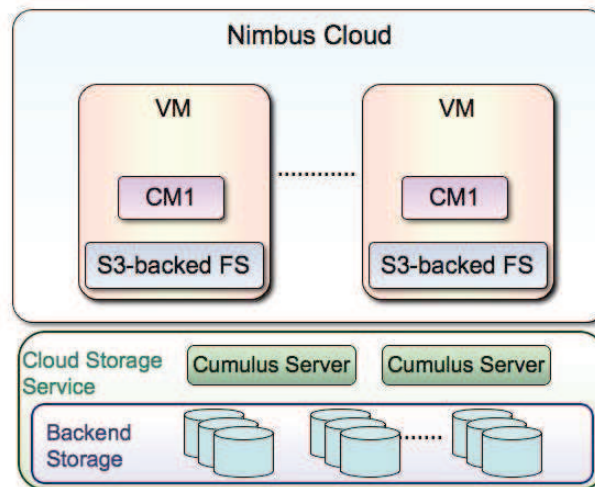 Nimbus Cloud
VM
VM
CM1
CM1
S3-backed FS
S3-backed FS
Cloud Storage
Service
Cumulus Server
Cumulus Server
Backend
Storage